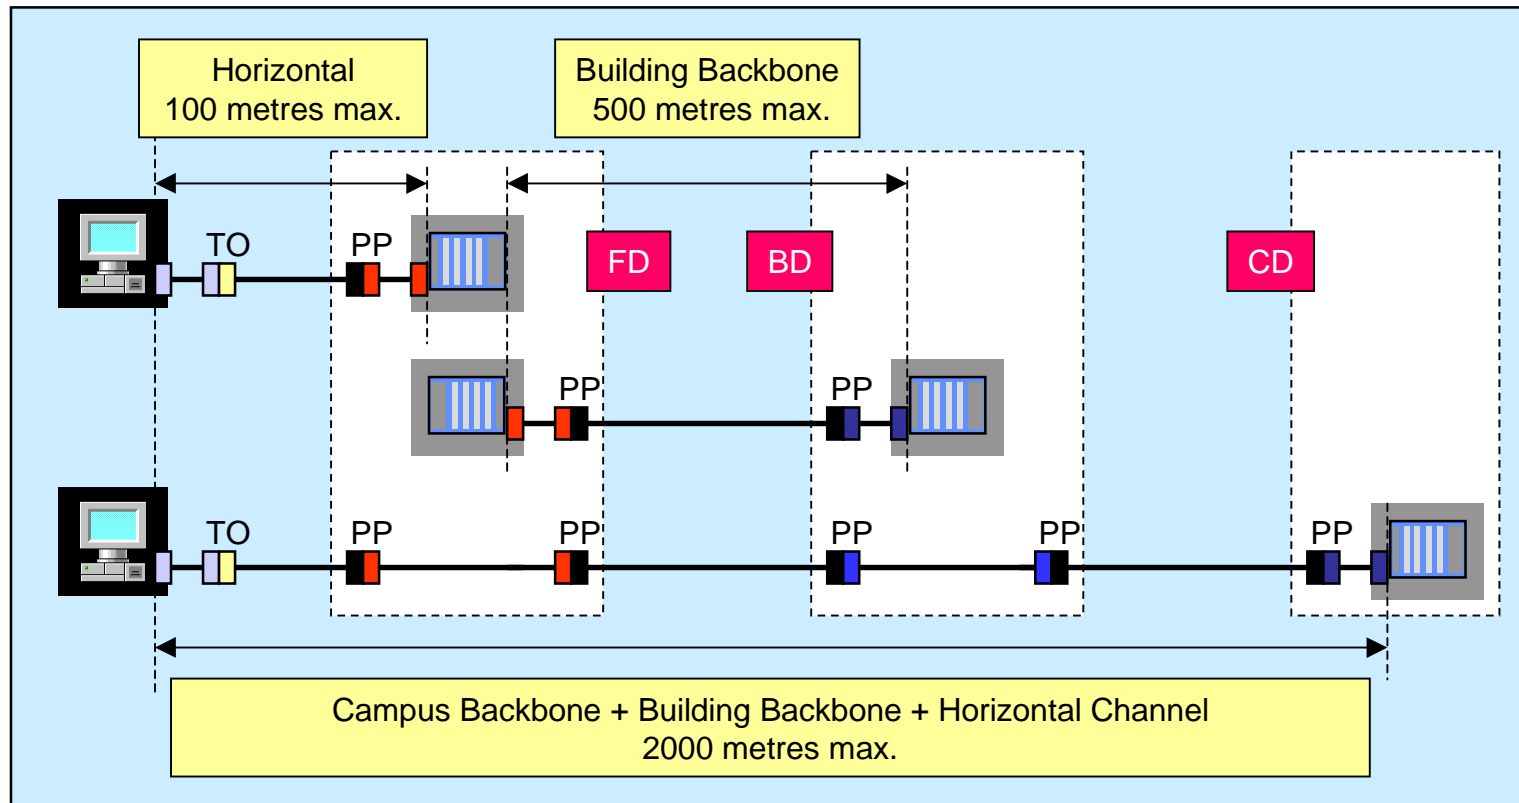 Horizontal
100 metres max.
Building Backbone
500 metres max.
TO
PP
FD
BD
CD
PP
PP
TO
PP
PP
PP
PP
PP
Campus Backbone + Building Backbone + Horizontal Channel
2000 metres max.